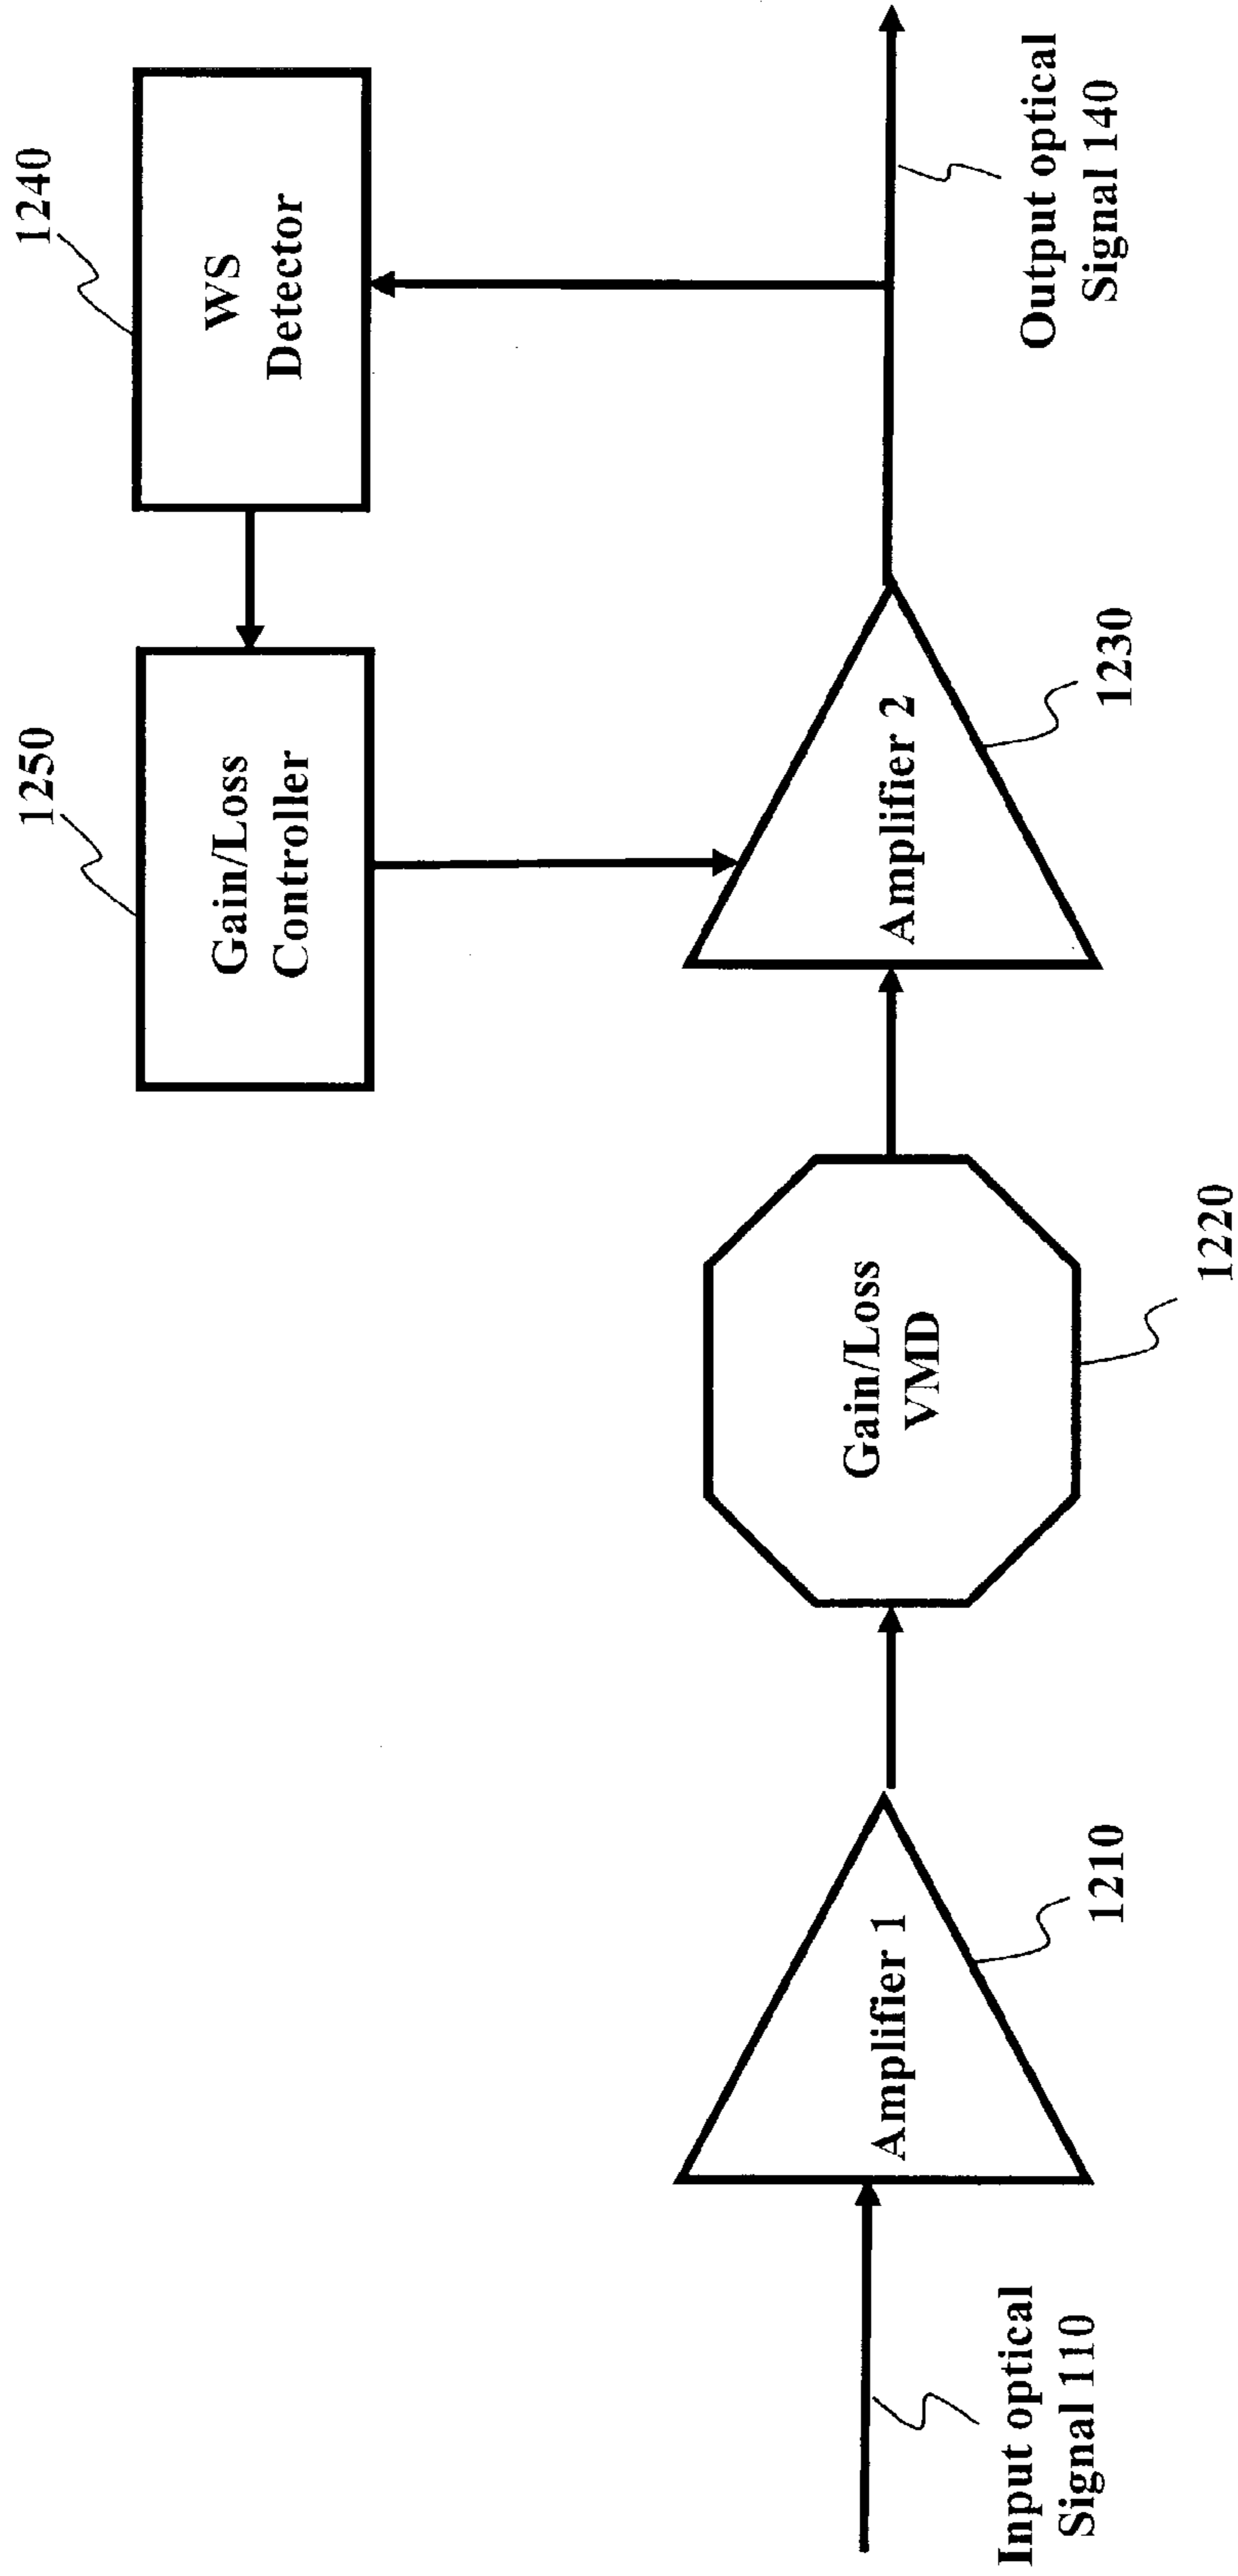 1250
Gain/Loss
Controller
1240
WS
Detector
Input optical
Signal 110
Amplifier 1
1210
Gain/Loss
VMD
1220
Amplifier 2
1230
Output optical
Signal 140